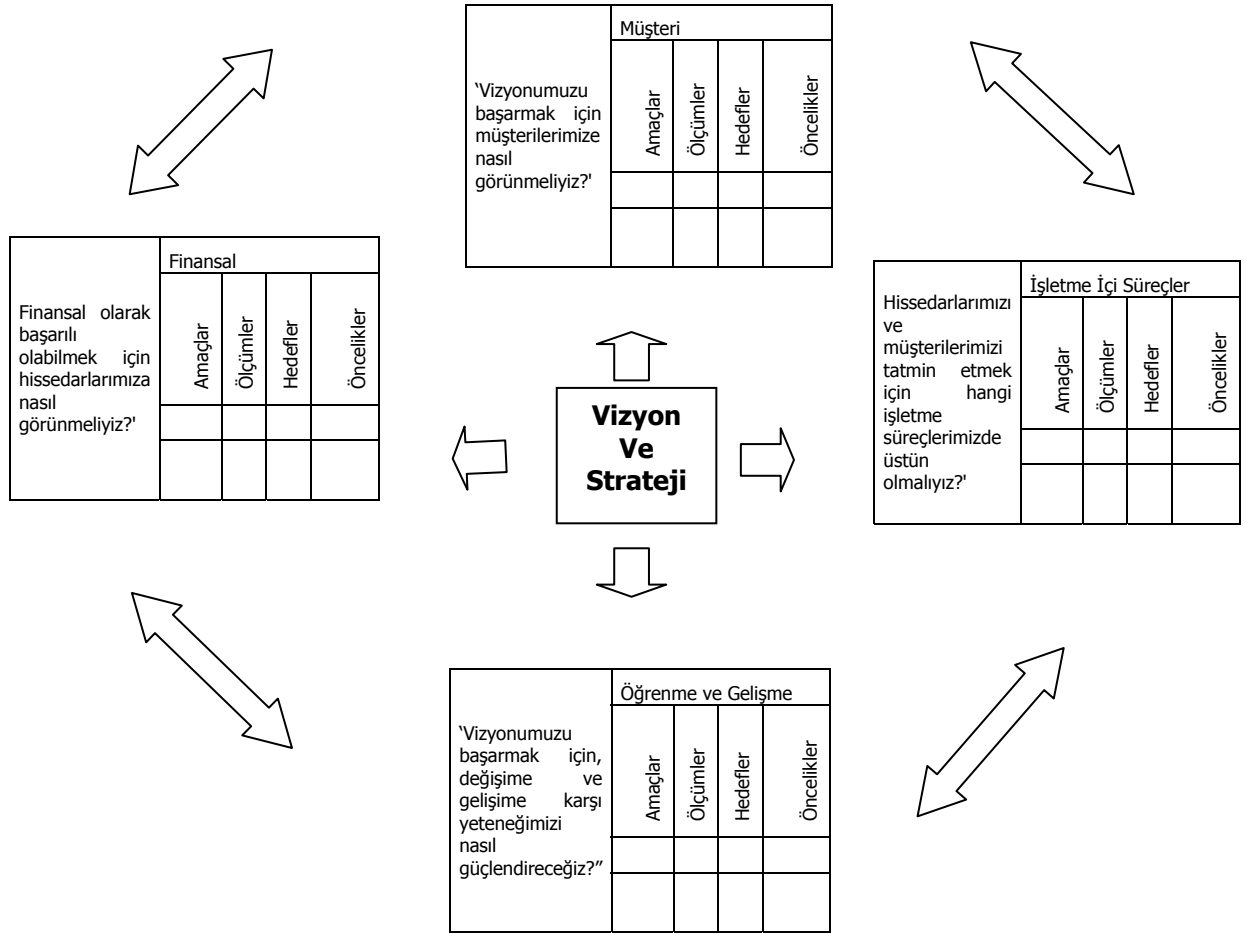 Müşteri
'Vizyonumuzu
başarmak için
müşterilerimize
nasıl
görünmeliyiz?'
Amaçlar
Ölçümler
Hedefler
Öncelikler
Finansal
Finansal olarak
başarılı
olabilmek için
hissedarlarımıza
nasıl
görünmeliyiz?'
Amaçlar
Ölçümler
Hedefler
Öncelikler
Vizyon
Ve
Strateji
İşletme İçi Süreçler
Hissedarlarımızı
ve
müşterilerimizi
tatmin etmek
için hangi
işletme
süreçlerimizde
üstün
olmalıyız?'
Amaçlar
Ölçümler
Hedefler
Öncelikler
Öğrenme ve Gelişme
'Vizyonumuzu
başarmak için,
değişime ve
gelişime karşı
yeteneğimizi
nasıl
güçlendireceğiz?”
Amaçlar
Ölçümler
Hedefler
Öncelikler